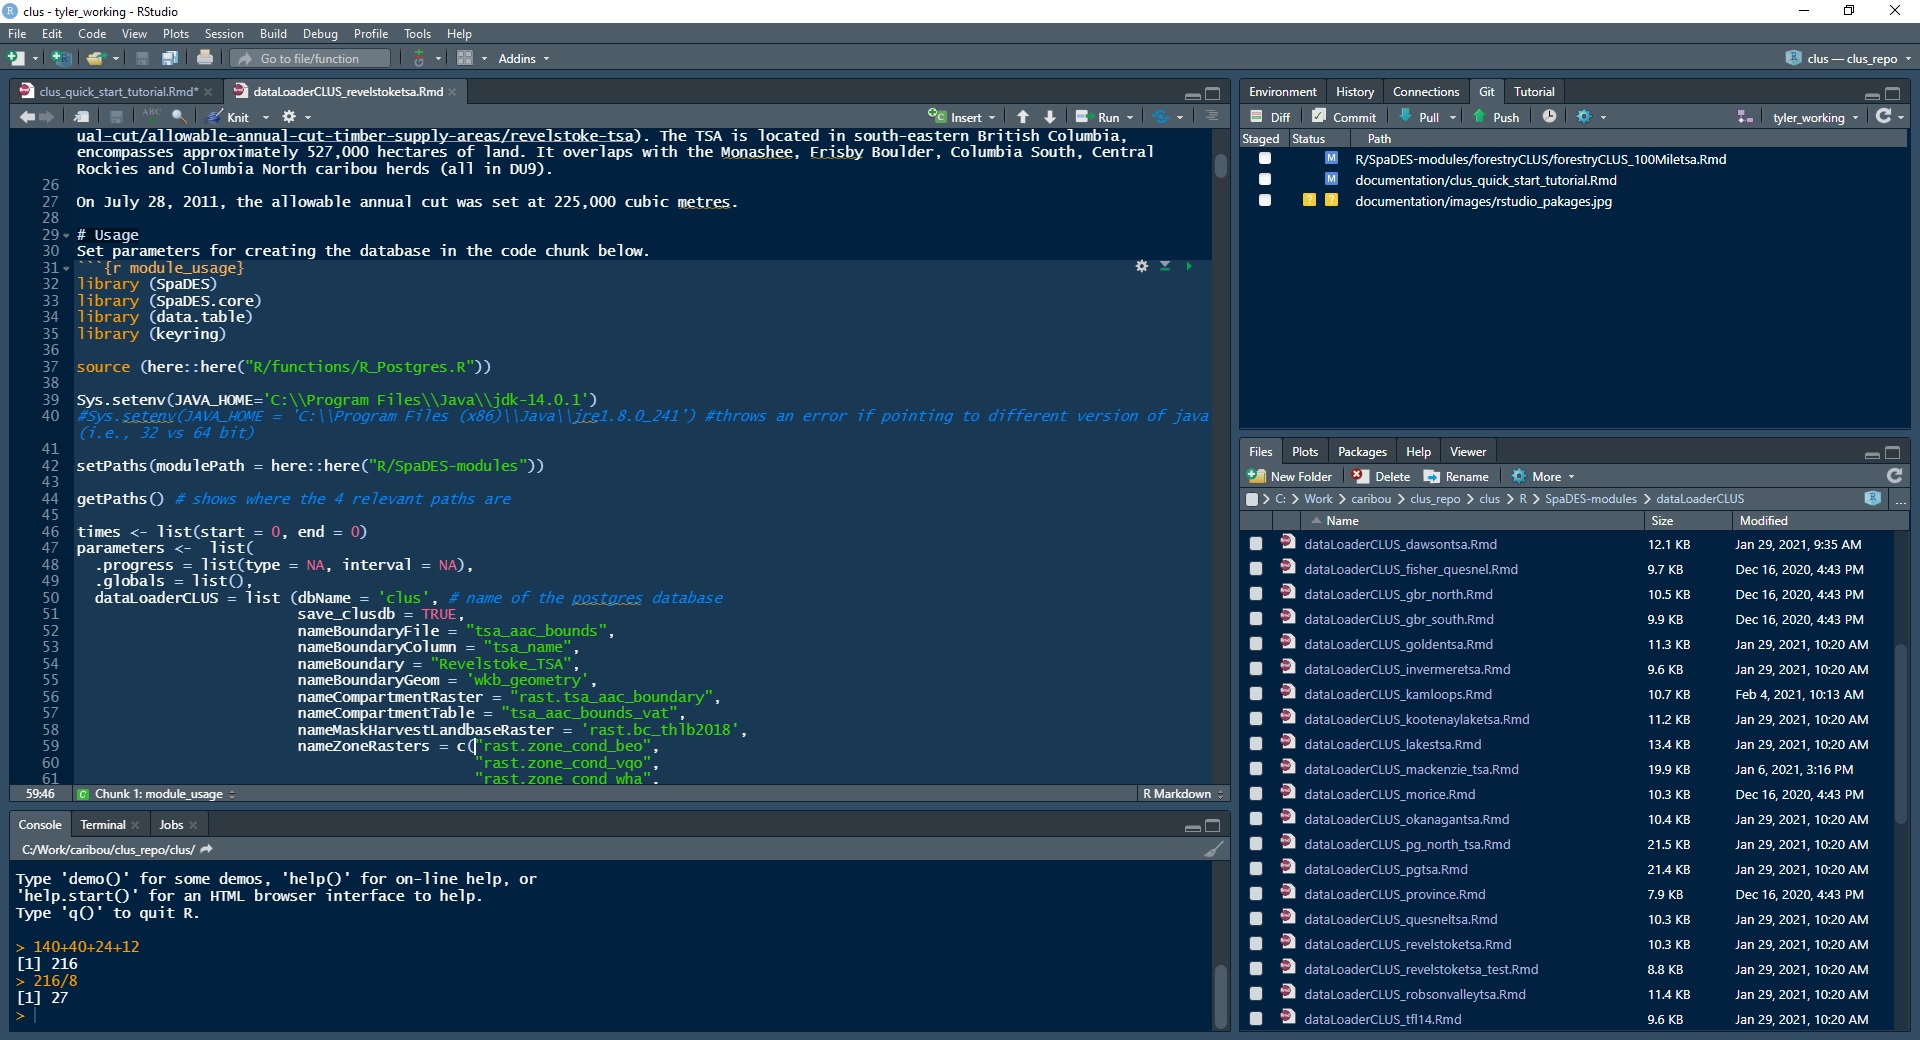 clus - tyler_working - RStudio
File Edit Code View Plots Session Build Debug Profile Tools Help
Go to file/function Addins clus — clus_repo
clus_quick_start_tutorial.Rmd* dataLoaderCLUS_revelstoketsa.Rmd
ABC Knit Insert Run
ual-cut/allowable-annual-cut-timber-supply-areas/revelstoke-tsa). The TSA is located in south-eastern British Columbia,
encompasses approximately 527,000 hectares of land. It overlaps with the Monashee, Frisby Boulder, Columbia South, Central
Rockies and Columbia North caribou herds (all in DU9).
26
27 On July 28, 2011, the allowable annual cut was set at 225,000 cubic metres.
28
29 # Usage
30 Set parameters for creating the database in the code chunk below.
31 ```{r module_usage}
32 library (SpaDES)
33 library (SpaDES.core)
34 library (data.table)
35 library (keyring)
36
37 source (here::here("R/functions/R_Postgres.R"))
38
39 Sys.setenv(JAVA_HOME='C:\\Program Files\\Java\\jdk-14.0.1')
40 #Sys.setenv(JAVA_HOME = 'C:\\Program Files (x86)\\Java\\jre1.8.0_241') #throws an error if pointing to different version of java
(i.e., 32 vs 64 bit)
41
42 setPaths(modulePath = here::here("R/SpaDES-modules"))
43
44 getPaths() # shows where the 4 relevant paths are
45
46 times <- list(start = 0, end = 0)
47 parameters <- list(
48 .progress = list(type = NA, interval = NA),
49 .globals = list(),
50 dataLoaderCLUS = list (dbName = 'clus', # name of the postgres database
51 save_clusdb = TRUE,
52 nameBoundaryFile = "tsa_aac_bounds",
53 nameBoundaryColumn = "tsa_name",
54 nameBoundary = "Revelstoke_TSA",
55 nameBoundaryGeom = 'wkb_geometry',
56 nameCompartmentRaster = "rast.tsa_aac_boundary",
57 nameCompartmentTable = "tsa_aac_bounds_vat",
58 nameMaskHarvestLandbaseRaster = 'rast.bc_thlb2018',
59 nameZoneRasters = c("rast.zone_cond_beo",
60 "rast.zone_cond_vqo",
61 "rast.zone_cond_wha",
59:46 C Chunk 1: module_usage R Markdown
Console Terminal Jobs
C:/Work/caribou/clus_repo/clus/
Type 'demo()' for some demos, 'help()' for on-line help, or
'help.start()' for an HTML browser interface to help.
Type 'q()' to quit R.
> 140+40+24+12
[1] 216
> 216/8
[1] 27
>
Environment History Connections Git Tutorial
Diff Commit Pull Push tyler_working
Staged Status Path
M R/SpaDES-modules/forestryCLUS/forestryCLUS_100Miletsa.Rmd
M documentation/clus_quick_start_tutorial.Rmd
? ? documentation/images/rstudio_pakages.jpg
Files Plots Packages Help Viewer
New Folder Delete Rename More
C: > Work > caribou > clus_repo > clus > R > SpaDES-modules > dataLoaderCLUS ...
Name Size Modified
dataLoaderCLUS_dawsontsa.Rmd 12.1 KB Jan 29, 2021, 9:35 AM
dataLoaderCLUS_fisher_quesnel.Rmd 9.7 KB Dec 16, 2020, 4:43 PM
dataLoaderCLUS_gbr_north.Rmd 10.5 KB Dec 16, 2020, 4:43 PM
dataLoaderCLUS_gbr_south.Rmd 9.9 KB Dec 16, 2020, 4:43 PM
dataLoaderCLUS_goldentsa.Rmd 11.3 KB Jan 29, 2021, 10:20 AM
dataLoaderCLUS_invermeretsa.Rmd 9.6 KB Jan 29, 2021, 10:20 AM
dataLoaderCLUS_kamloops.Rmd 10.7 KB Feb 4, 2021, 10:13 AM
dataLoaderCLUS_kootenaylaketsa.Rmd 11.2 KB Jan 29, 2021, 10:20 AM
dataLoaderCLUS_lakestsa.Rmd 13.4 KB Jan 29, 2021, 10:20 AM
dataLoaderCLUS_mackenzie_tsa.Rmd 19.9 KB Jan 6, 2021, 3:16 PM
dataLoaderCLUS_morice.Rmd 10.3 KB Dec 16, 2020, 4:43 PM
dataLoaderCLUS_okanagantsa.Rmd 10.4 KB Jan 29, 2021, 10:20 AM
dataLoaderCLUS_pg_north_tsa.Rmd 21.5 KB Jan 29, 2021, 10:20 AM
dataLoaderCLUS_pgtsa.Rmd 21.4 KB Jan 29, 2021, 10:20 AM
dataLoaderCLUS_province.Rmd 7.9 KB Dec 16, 2020, 4:43 PM
dataLoaderCLUS_quesneltsa.Rmd 10.3 KB Jan 29, 2021, 10:20 AM
dataLoaderCLUS_revelstoketsa.Rmd 10.3 KB Jan 29, 2021, 10:20 AM
dataLoaderCLUS_revelstoketsa_test.Rmd 8.8 KB Jan 29, 2021, 10:20 AM
dataLoaderCLUS_robsonvalleytsa.Rmd 11.4 KB Jan 29, 2021, 10:20 AM
dataLoaderCLUS_tfl14.Rmd 9.6 KB Jan 29, 2021, 10:20 AM